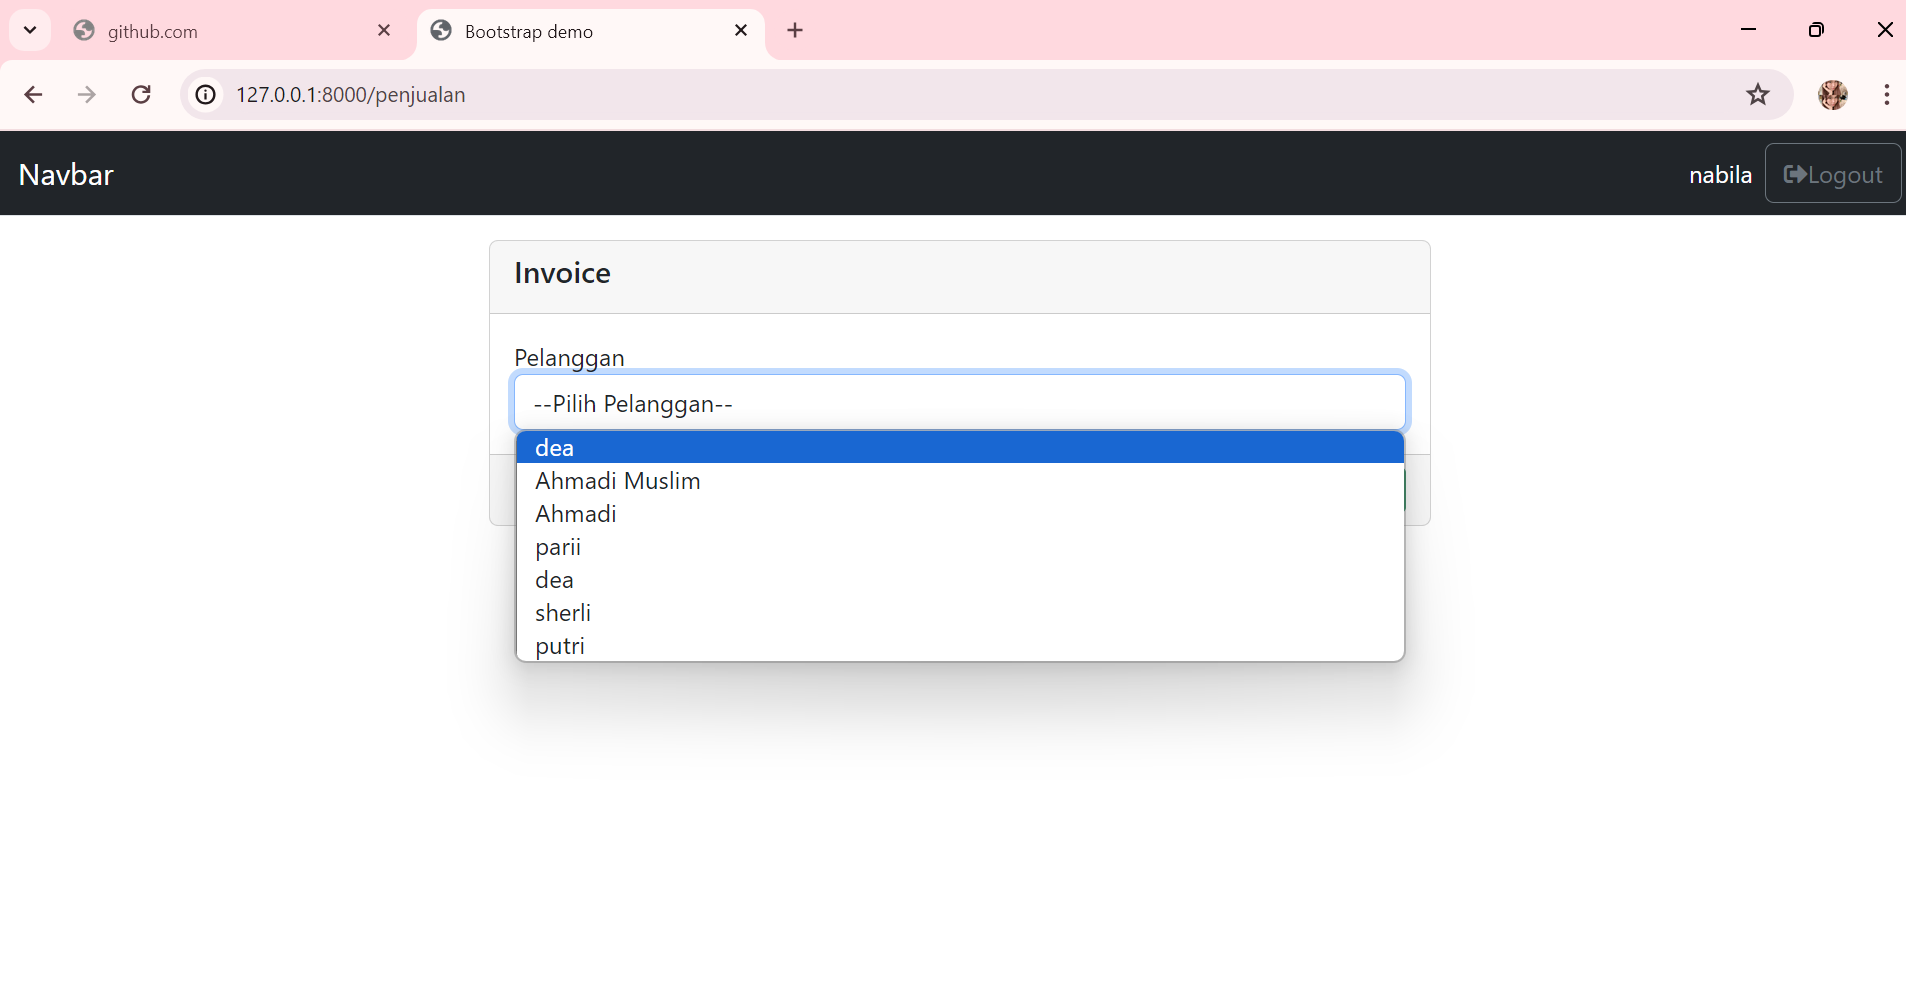 github.com
Bootstrap demo
127.0.0.1:8000/penjualan
Navbar
nabila
Logout
Invoice
Pelanggan
--Pilih Pelanggan--
dea
Ahmadi Muslim
Ahmadi
parii
dea
sherli
putri